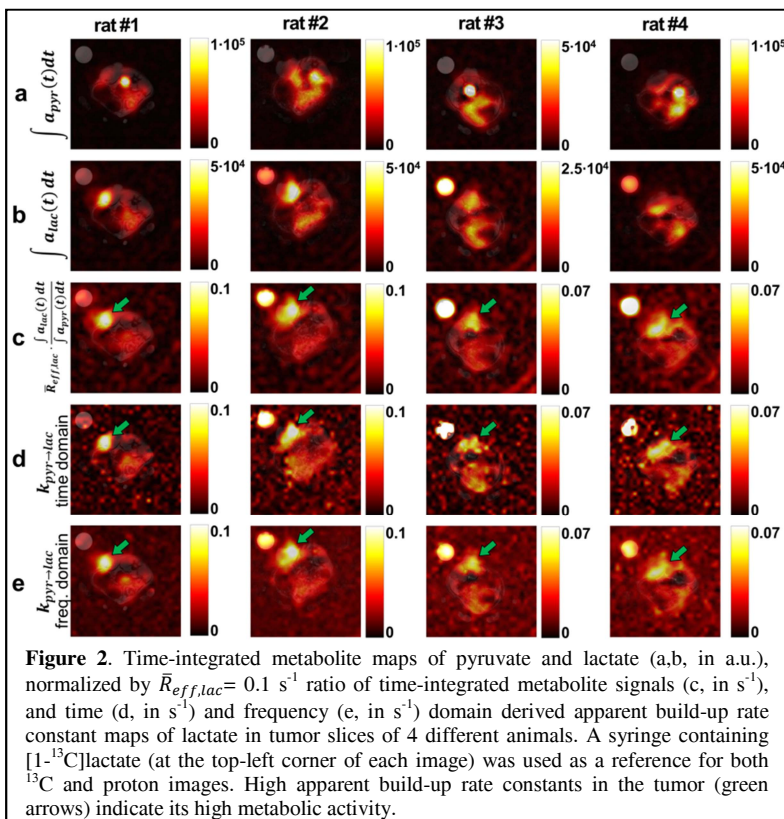 rat #1 rat #2 rat #3 rat #4
a ∫ a_pyr(t) dt 1·10⁵ 0 1·10⁵ 0 5·10⁴ 0 1·10⁵ 0
b ∫ a_lac(t) dt 5·10⁴ 0 5·10⁴ 0 2.5·10⁴ 0 5·10⁴ 0
c R̄_eff,lac · ∫ a_lac(t) dt / ∫ a_pyr(t) dt 0.1 0 0.1 0 0.07 0 0.07 0
d k_pyr→lac 0.1 0 0.1 0 0.07 0 0.07 0
time domain
e k_pyr→lac 0.1 0 0.1 0 0.07 0 0.07 0
freq. domain
Figure 2. Time-integrated metabolite maps of pyruvate and lactate (a,b, in a.u.),
normalized by R̄_eff,lac= 0.1 s⁻¹ ratio of time-integrated metabolite signals (c, in s⁻¹),
and time (d, in s⁻¹) and frequency (e, in s⁻¹) domain derived apparent build-up rate
constant maps of lactate in tumor slices of 4 different animals. A syringe containing
[1-¹³C]lactate (at the top-left corner of each image) was used as a reference for both
¹³C and proton images. High apparent build-up rate constants in the tumor (green
arrows) indicate its high metabolic activity.